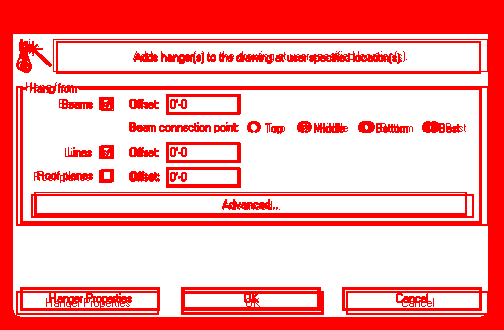 Adds hanger(s) to the drawing at user specified location(s).
Hang from
Beams Offset: 0'-0
Beam connection point: Top Middle Bottom Best
Lines Offset: 0'-0
Roof planes Offset: 0'-0
Advanced...
Hanger Properties OK Cancel